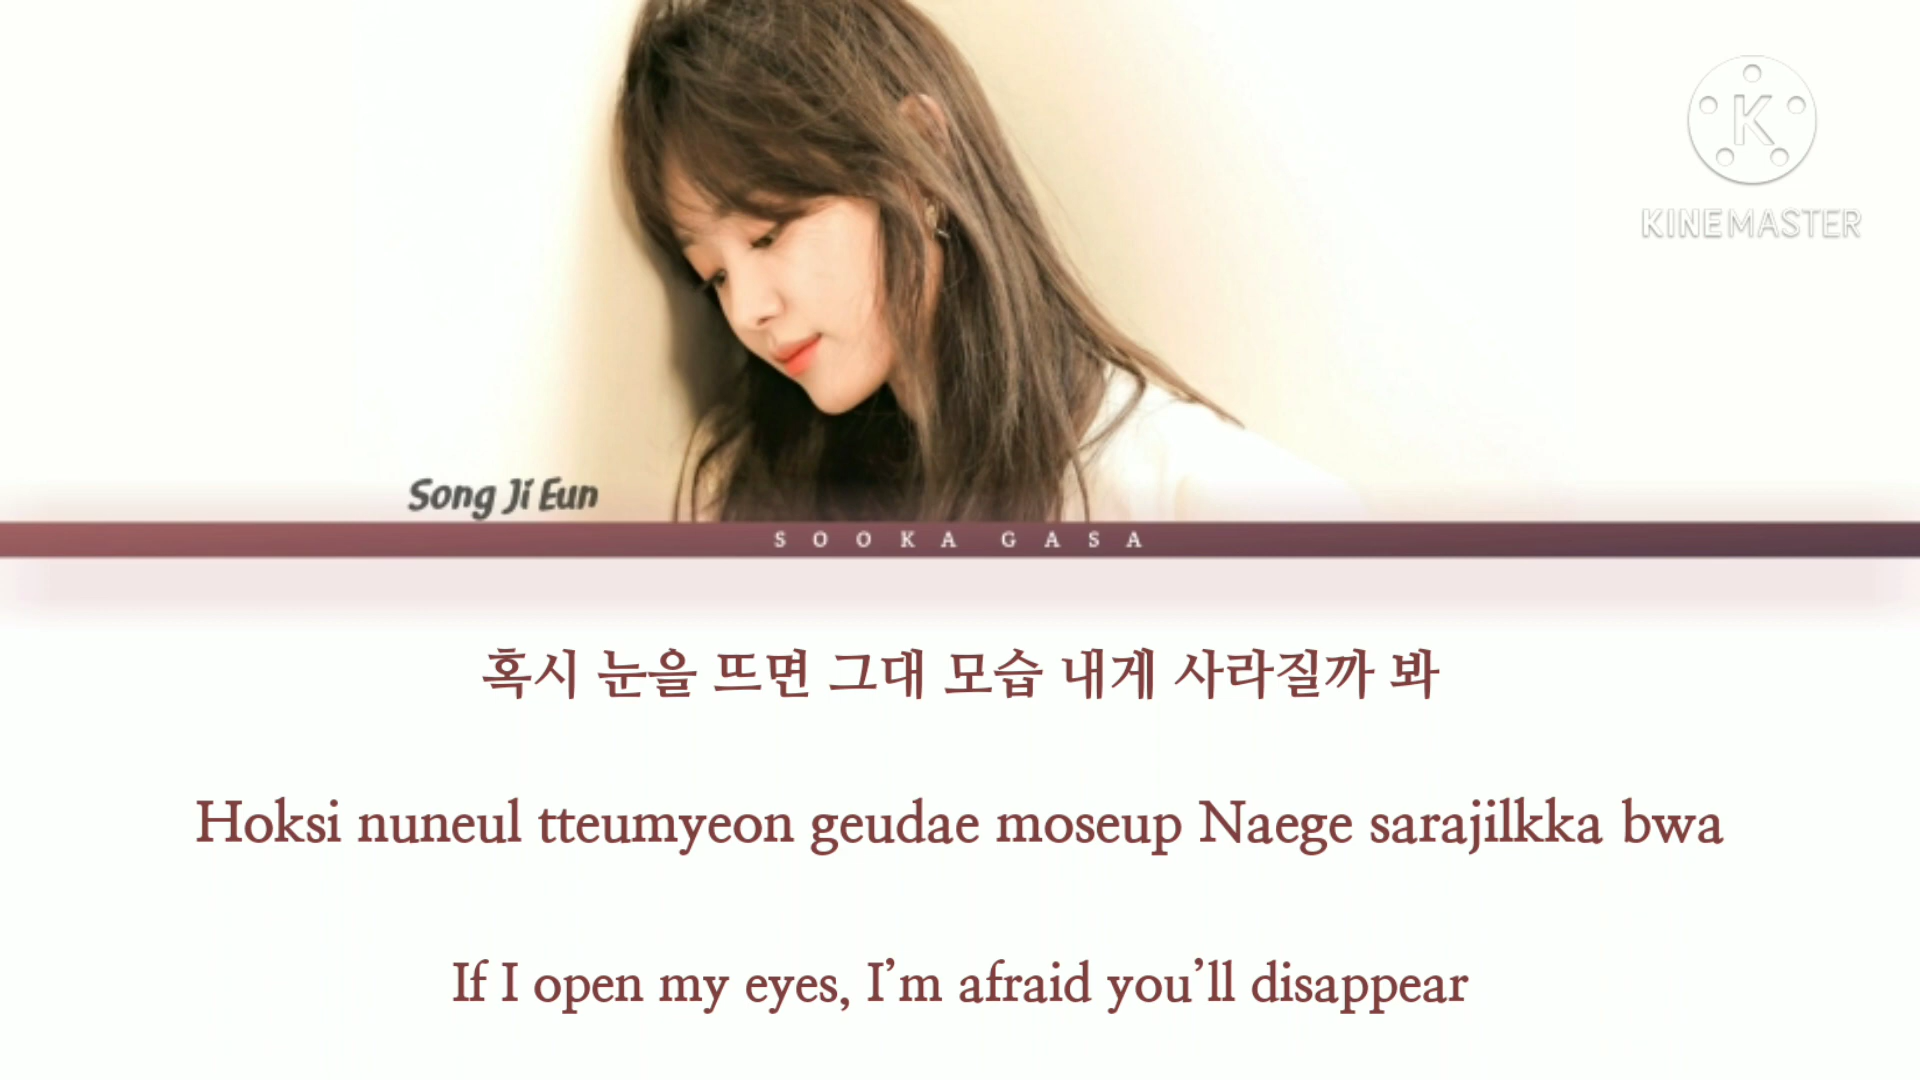 K
KINEMASTER
Song Ji Eun
SOOKA GASA
혹시 눈을 뜨면 그대 모습 내게 사라질까 봐
Hoksi nuneul tteumyeon geudae moseup Naege sarajilkka bwa
If I open my eyes, I’m afraid you’ll disappear